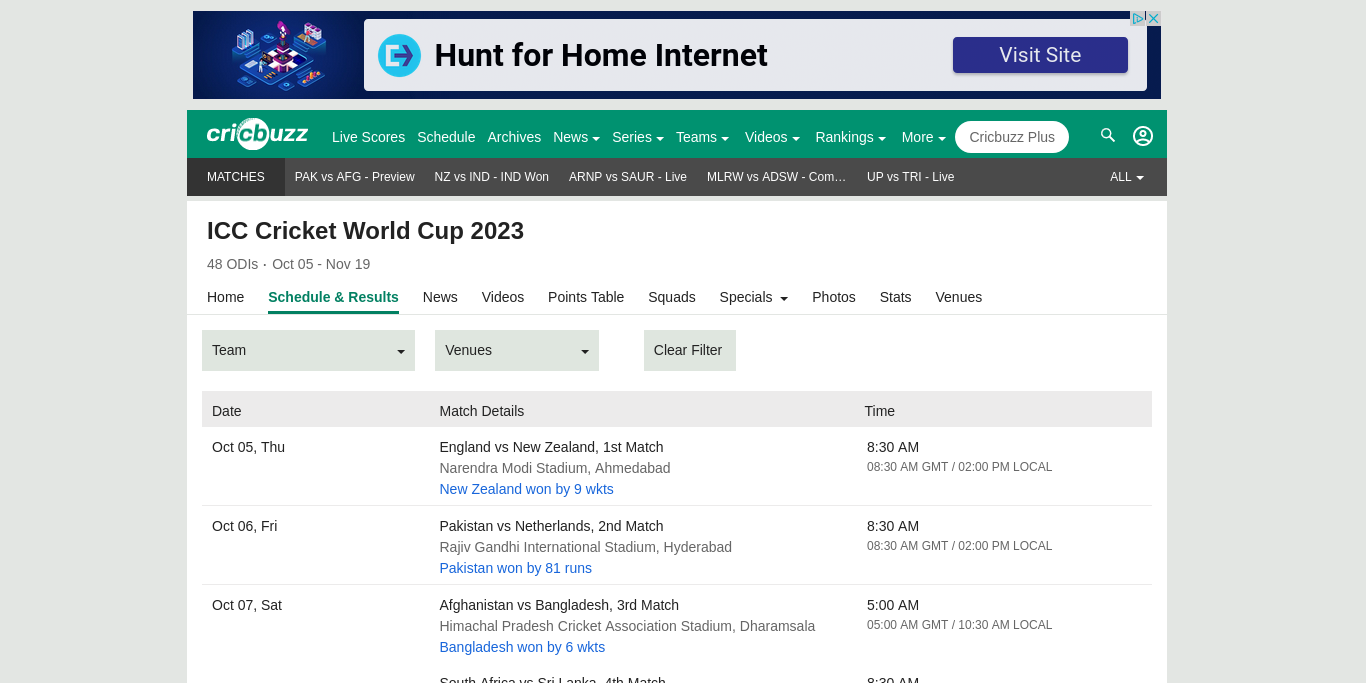 Hunt for Home Internet
Visit Site
cricbuzz
Live Scores Schedule Archives News Series Teams Videos Rankings More Cricbuzz Plus
MATCHES PAK vs AFG - Preview NZ vs IND - IND Won ARNP vs SAUR - Live MLRW vs ADSW - Com… UP vs TRI - Live ALL
ICC Cricket World Cup 2023
48 ODIs · Oct 05 - Nov 19
Home Schedule & Results News Videos Points Table Squads Specials Photos Stats Venues
Team Venues Clear Filter
Date Match Details Time
Oct 05, Thu England vs New Zealand, 1st Match 8:30 AM
Narendra Modi Stadium, Ahmedabad 08:30 AM GMT / 02:00 PM LOCAL
New Zealand won by 9 wkts
Oct 06, Fri Pakistan vs Netherlands, 2nd Match 8:30 AM
Rajiv Gandhi International Stadium, Hyderabad 08:30 AM GMT / 02:00 PM LOCAL
Pakistan won by 81 runs
Oct 07, Sat Afghanistan vs Bangladesh, 3rd Match 5:00 AM
Himachal Pradesh Cricket Association Stadium, Dharamsala 05:00 AM GMT / 10:30 AM LOCAL
Bangladesh won by 6 wkts
South Africa vs Sri Lanka, 4th Match 8:30 AM